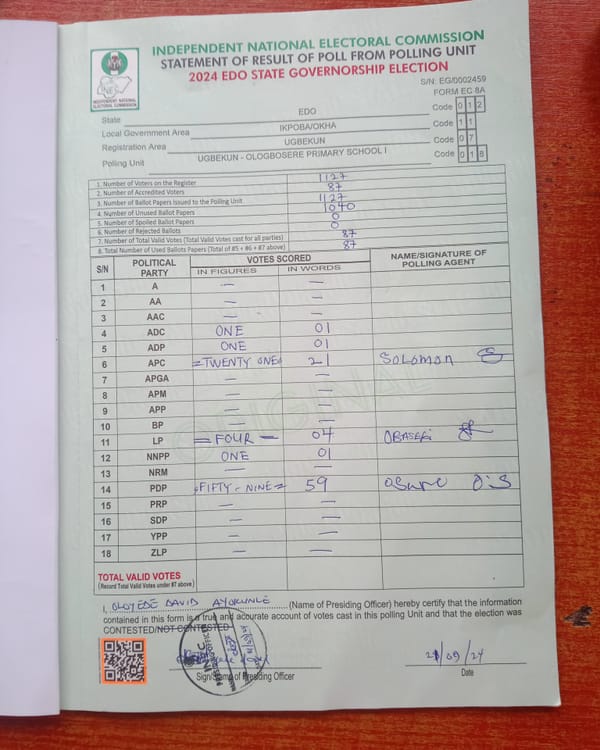 INDEPENDENT NATIONAL ELECTORAL COMMISSION
STATEMENT OF RESULT OF POLL FROM POLLING UNIT
2024 EDO STATE GOVERNORSHIP ELECTION
INDEPENDENT NATIONAL ELECTORAL COMMISSION
S/N: EG/0002459
FORM EC 8A
State EDO Code 0 1 2
Local Government Area IKPOBA/OKHA Code 1 1
Registration Area UGBEKUN Code 0 7
Polling Unit UGBEKUN - OLOGBOSERE PRIMARY SCHOOL I Code 0 1 8
1. Number of Voters on the Register 1127
2. Number of Accredited Voters 87
3. Number of Ballot Papers Issued to the Polling Unit 1127
4. Number of Unused Ballot Papers 1040
5. Number of Spoiled Ballot Papers 0
6. Number of Rejected Ballots 0
7. Number of Total Valid Votes (Total Valid Votes cast for all parties) 87
8. Total Number of Used Ballots Papers (Total of #5 + #6 + #7 above) 87
S/N POLITICAL PARTY VOTES SCORED NAME/SIGNATURE OF POLLING AGENT
IN FIGURES IN WORDS
1 A — —
2 AA — —
3 AAC — —
4 ADC ONE 01
5 ADP ONE 01
6 APC =TWENTY ONE= 21 SOLOMON
7 APGA — —
8 APM — —
9 APP — —
10 BP — —
11 LP =FOUR— 04 OBASEKI
12 NNPP ONE 01
13 NRM — —
14 PDP =FIFTY-NINE= 59
15 PRP — —
16 SDP — —
17 YPP — —
18 ZLP — —
ORIGINAL
TOTAL VALID VOTES
(Record Total Valid Votes under #7 above)
I, OLOYEDE DAVID AYOKUNLE (Name of Presiding Officer) hereby certify that the information
contained in this form is a true and accurate account of votes cast in this polling Unit and that the election was
CONTESTED/NOT CONTESTED
Sign/Stamp of Presiding Officer
21/09/24
Date